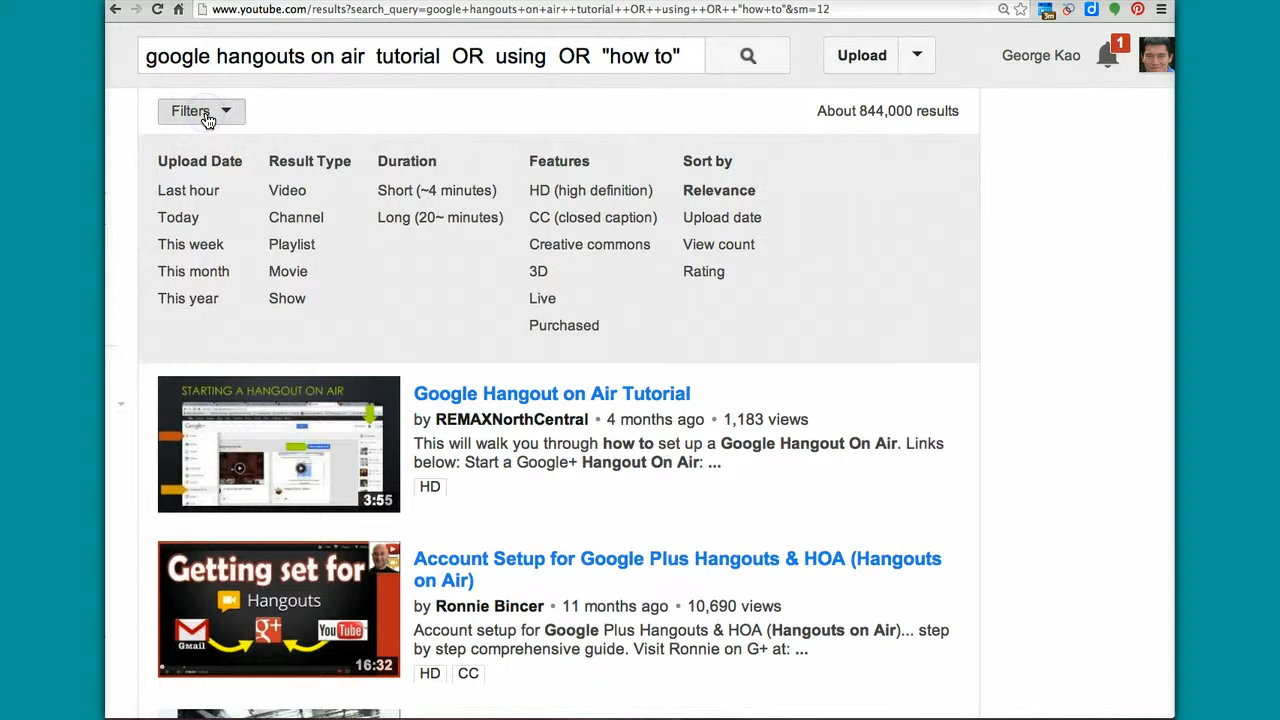 www.youtube.com/results?search_query=google+hangouts+on+air++tutorial++OR++using++OR++"how+to"&sm=12
3m
google hangouts on air  tutorial  OR  using  OR  "how to"
Upload
George Kao
1
Filters
About 844,000 results
Upload Date
Last hour
Today
This week
This month
This year
Result Type
Video
Channel
Playlist
Movie
Show
Duration
Short (~4 minutes)
Long (20~ minutes)
Features
HD (high definition)
CC (closed caption)
Creative commons
3D
Live
Purchased
Sort by
Relevance
Upload date
View count
Rating
STARTING A HANGOUT ON AIR
3:55
Google Hangout on Air Tutorial
by REMAXNorthCentral • 4 months ago • 1,183 views
This will walk you through how to set up a Google Hangout On Air. Links
below: Start a Google+ Hangout On Air: ...
HD
Getting set for
Hangouts
GMail
g+
YouTube
16:32
Account Setup for Google Plus Hangouts & HOA (Hangouts
on Air)
by Ronnie Bincer • 11 months ago • 10,690 views
Account setup for Google Plus Hangouts & HOA (Hangouts on Air)... step
by step comprehensive guide. Visit Ronnie on G+ at: ...
HD CC